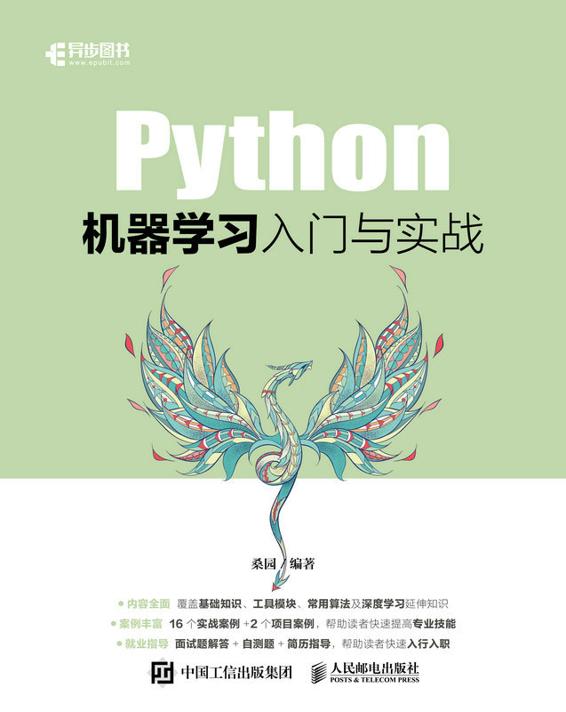 异步图书
www.epubit.com
Python
机器学习入门与实战
桑园 编著
● 内容全面 覆盖基础知识、工具模块、常用算法及深度学习延伸知识
● 案例丰富 16 个实战案例 +2 个项目案例，帮助读者快速提高专业技能
● 就业指导 面试题解答 + 自测题 + 简历指导，帮助读者快速入行入职
中国工信出版集团 人民邮电出版社
POSTS & TELECOM PRESS